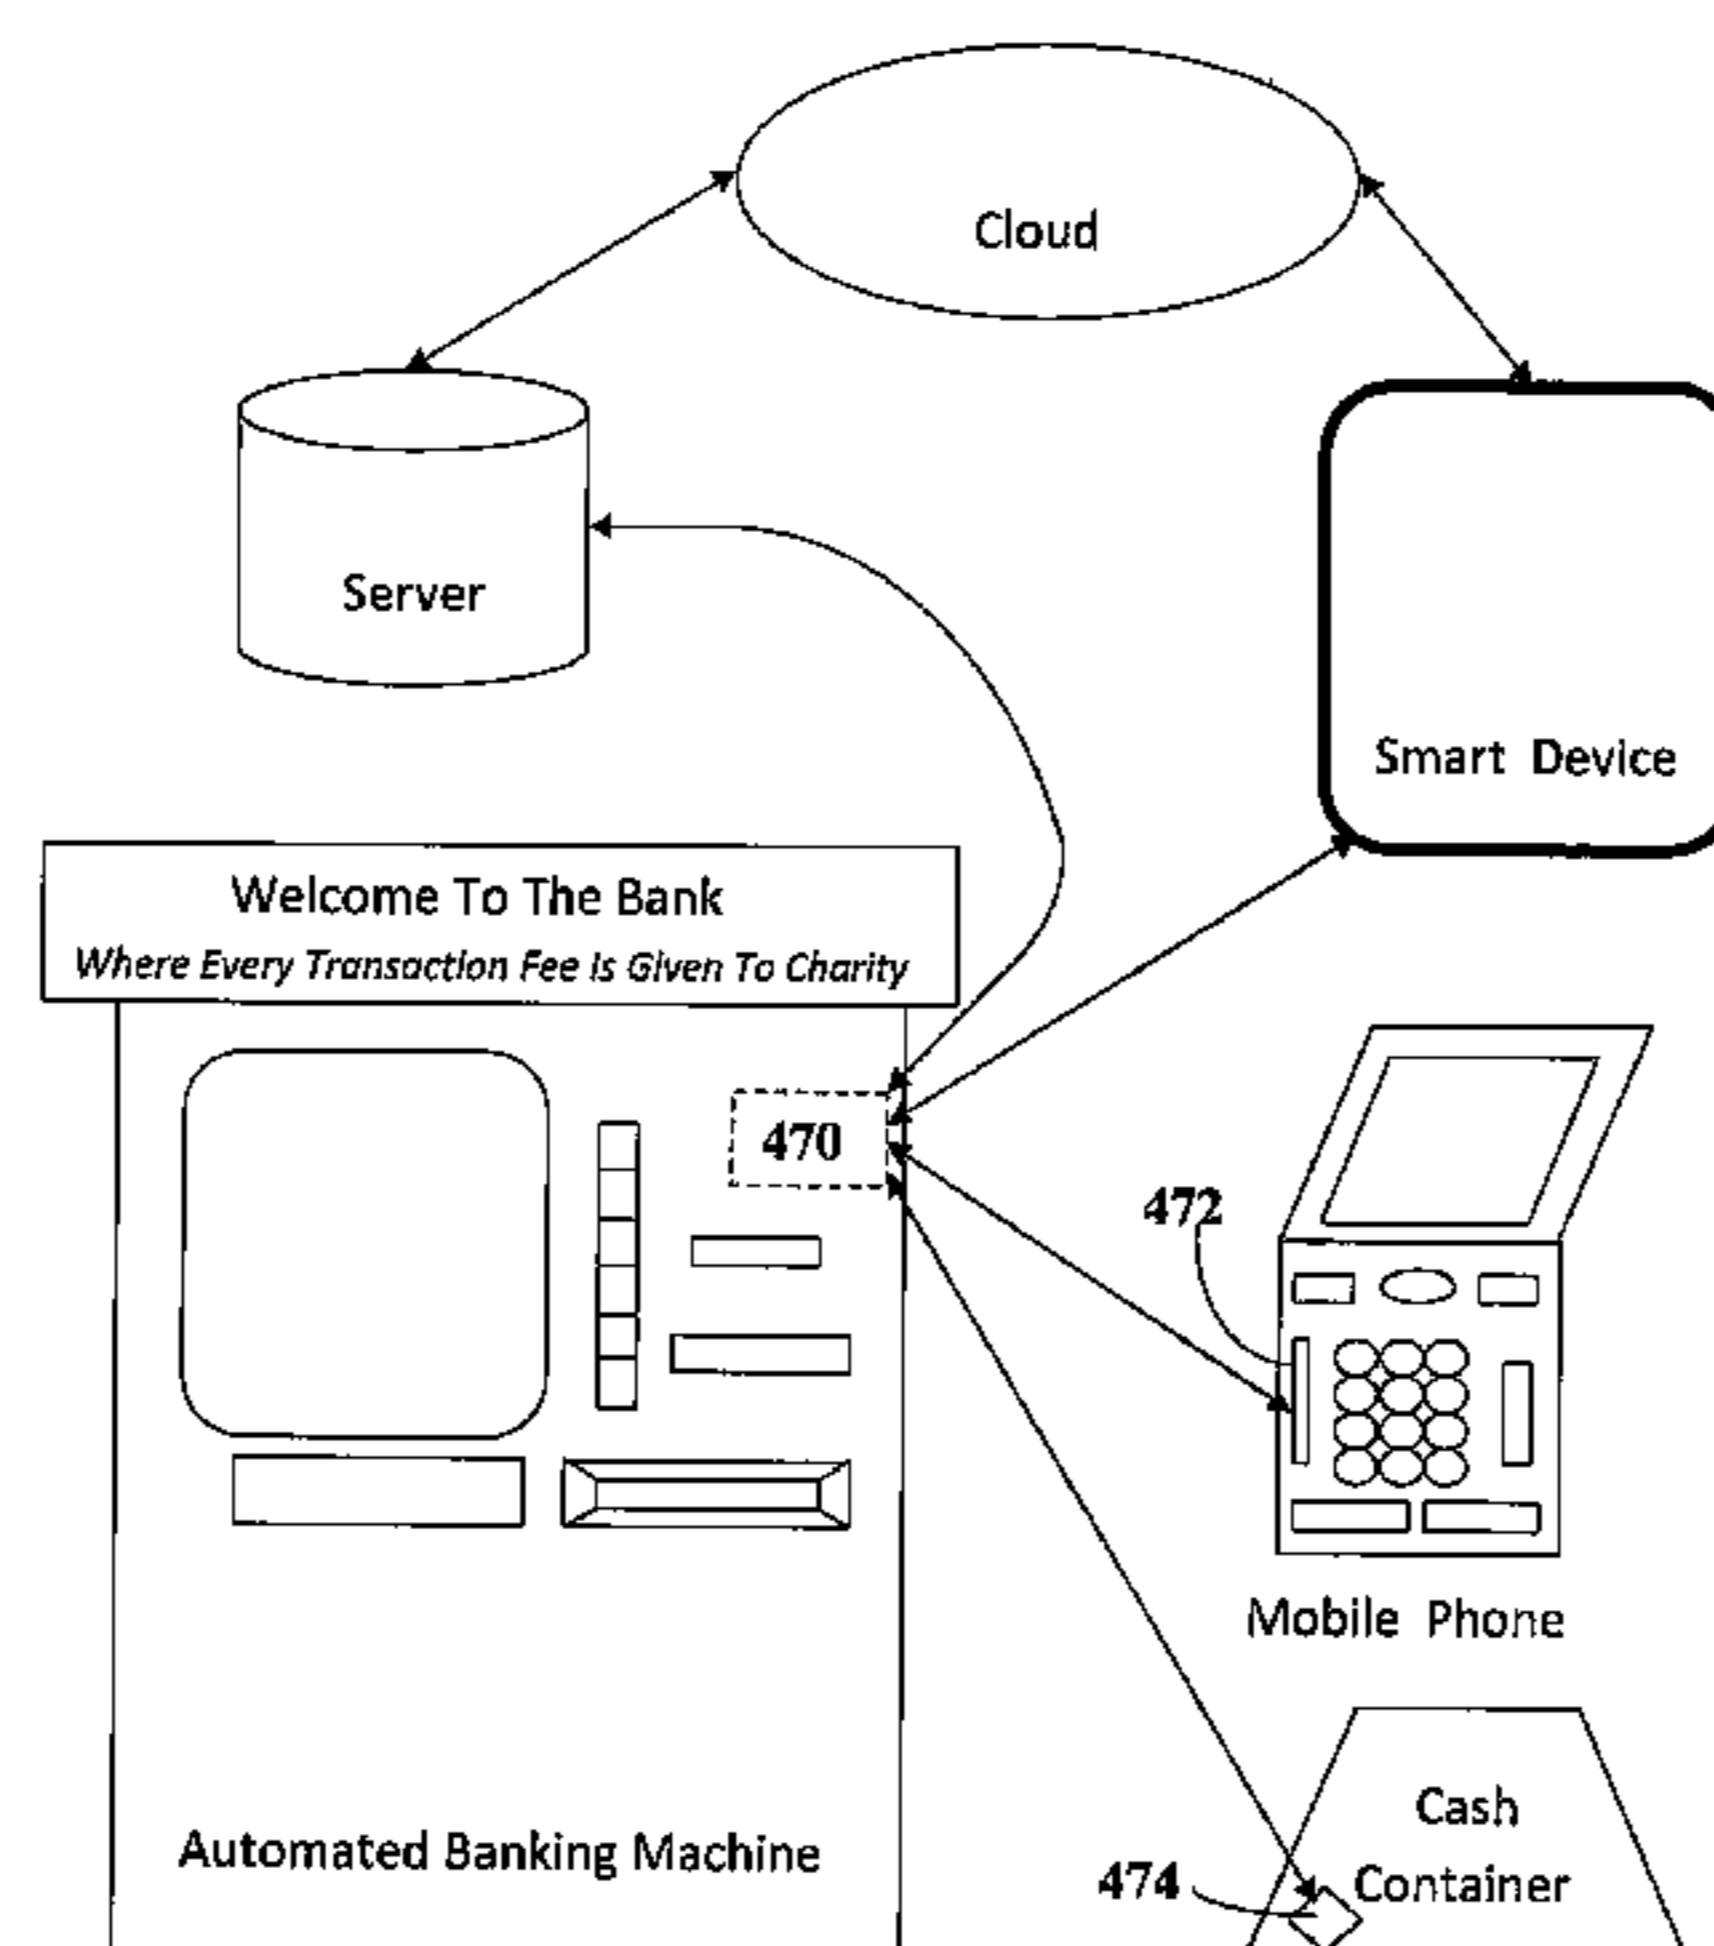 Cloud
Server
Smart Device
Welcome To The Bank
Where Every Transaction Fee is Given To Charity
470
472
Mobile Phone
Cash
Container
Automated Banking Machine
474